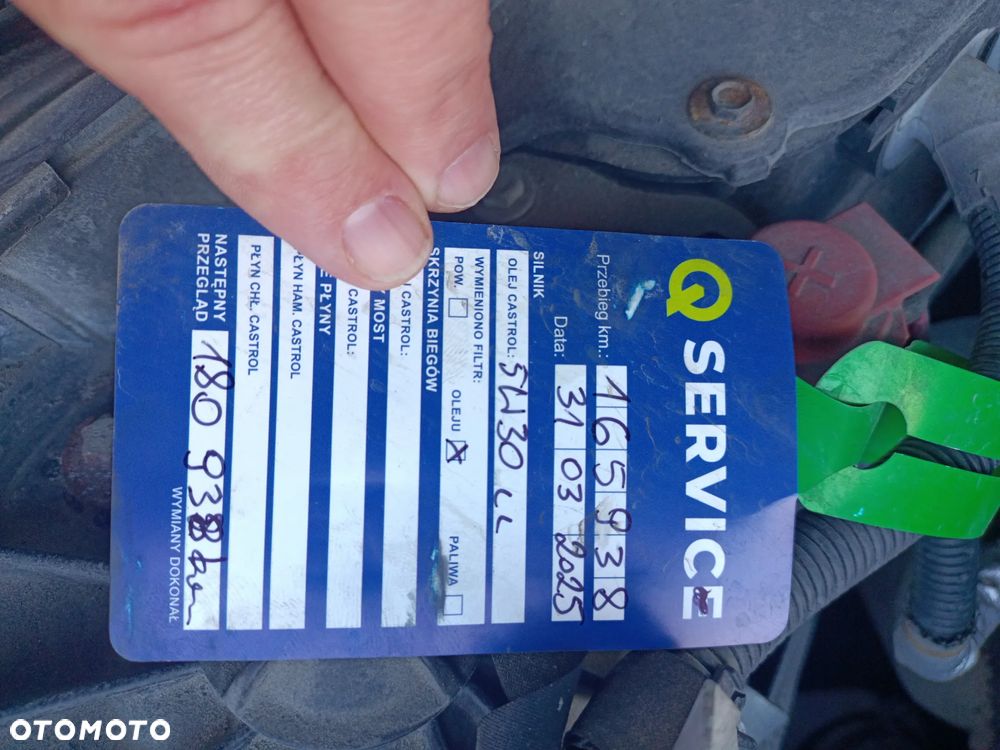 Q SERVICE
Przebieg km.: 165938
Data: 31 03 2025
SILNIK
OLEJ CASTROL: 5W30 LL
WYMIENIONO FILTR:
POW. OLEJU X PALIWA
SKRZYNIA BIEGÓW
CASTROL:
MOST
CASTROL:
PŁYNY
PŁYN HAM. CASTROL
PŁYN CHŁ. CASTROL
NASTĘPNY
PRZEGLĄD 180 938 km
WYMIANY DOKONAŁ
OTOMOTO